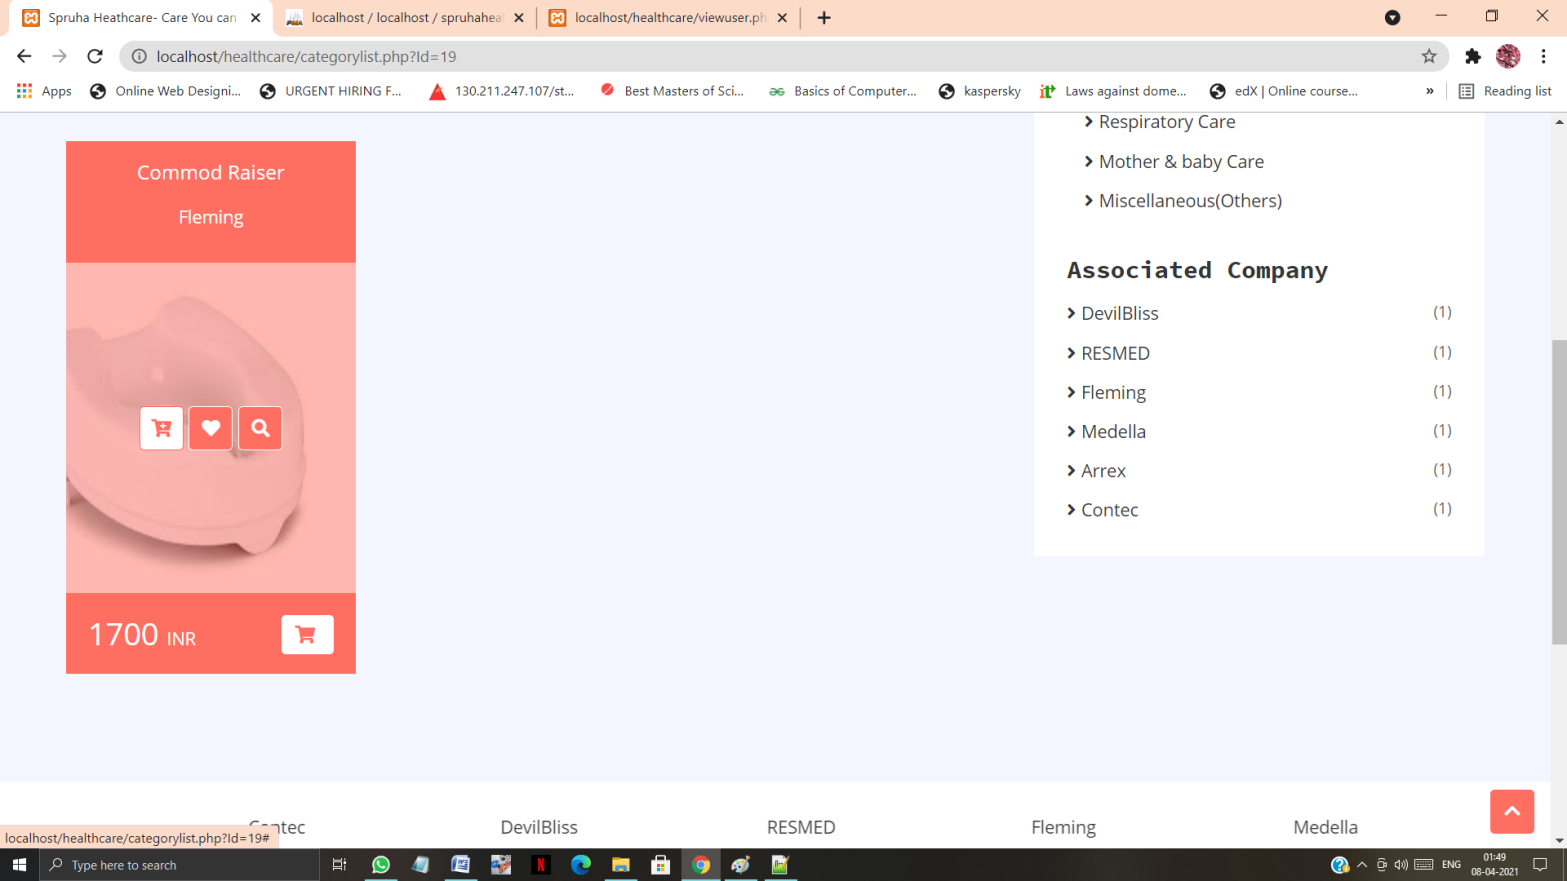 Spruha Heathcare- Care You can
localhost / localhost / spruhaheal
localhost/healthcare/viewuser.ph
localhost/healthcare/categorylist.php?Id=19
Apps
Online Web Designi...
URGENT HIRING F...
130.211.247.107/st...
Best Masters of Sci...
Basics of Computer...
kaspersky
Laws against dome...
edX | Online course...
»
Reading list
Commod Raiser
Fleming
1700 INR
Respiratory Care
Mother & baby Care
Miscellaneous(Others)
Associated Company
DevilBliss (1)
RESMED (1)
Fleming (1)
Medella (1)
Arrex (1)
Contec (1)
Contec DevilBliss RESMED Fleming Medella
localhost/healthcare/categorylist.php?Id=19#
Type here to search
ENG
01:49
08-04-2021